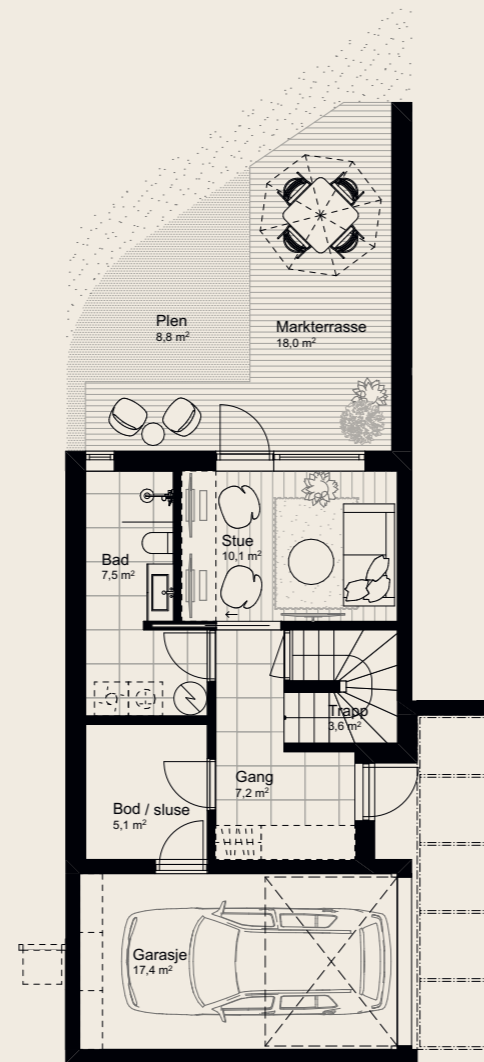 Plen
8,8 m²
Markterrasse
18,0 m²
Stue
10,1 m²
Bad
7,5 m²
Trapp
3,6 m²
Gang
7,2 m²
Bod / sluse
5,1 m²
Garasje
17,4 m²